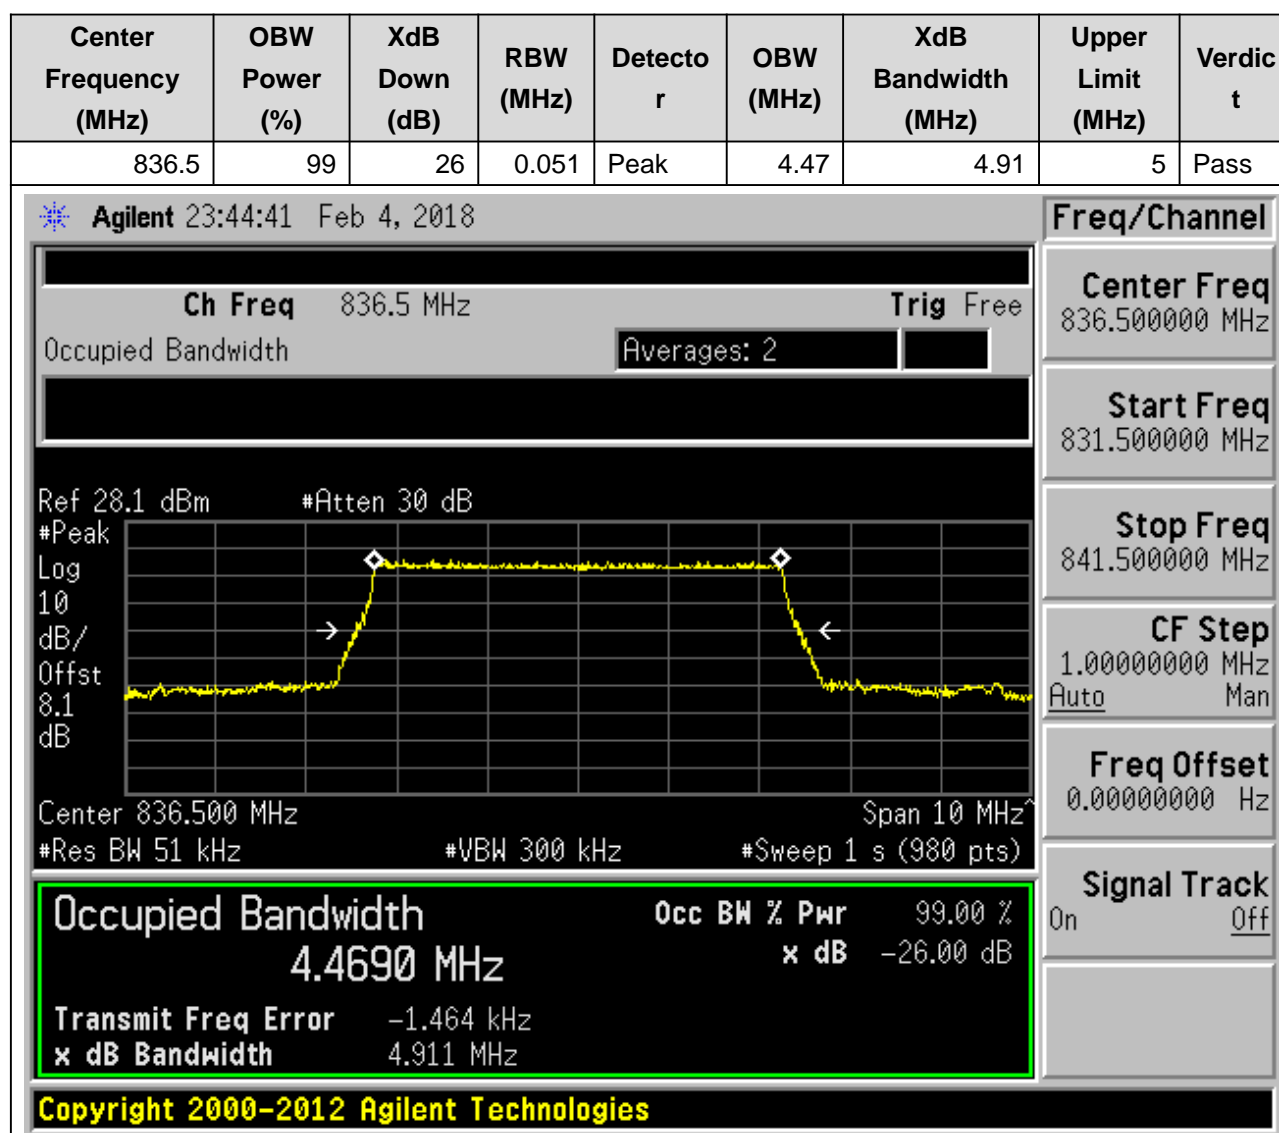 Center Frequency (MHz) OBW Power (%) XdB Down (dB) RBW (MHz) Detecto r OBW (MHz) XdB Bandwidth (MHz) Upper Limit (MHz) Verdic t
836.5 99 26 0.051 Peak 4.47 4.91 5 Pass
Agilent 23:44:41 Feb 4, 2018
Ch Freq 836.5 MHz Trig Free
Occupied Bandwidth Averages: 2
Ref 28.1 dBm #Atten 30 dB
#Peak
Log
10
dB/
Offst
8.1
dB
Center 836.500 MHz Span 10 MHz^
#Res BW 51 kHz #VBW 300 kHz #Sweep 1 s (980 pts)
Occupied Bandwidth Occ BW % Pwr 99.00 %
4.4690 MHz x dB -26.00 dB
Transmit Freq Error -1.464 kHz
x dB Bandwidth 4.911 MHz
Copyright 2000-2012 Agilent Technologies
Freq/Channel
Center Freq
836.500000 MHz
Start Freq
831.500000 MHz
Stop Freq
841.500000 MHz
CF Step
1.00000000 MHz
Auto Man
Freq Offset
0.00000000 Hz
Signal Track
On Off